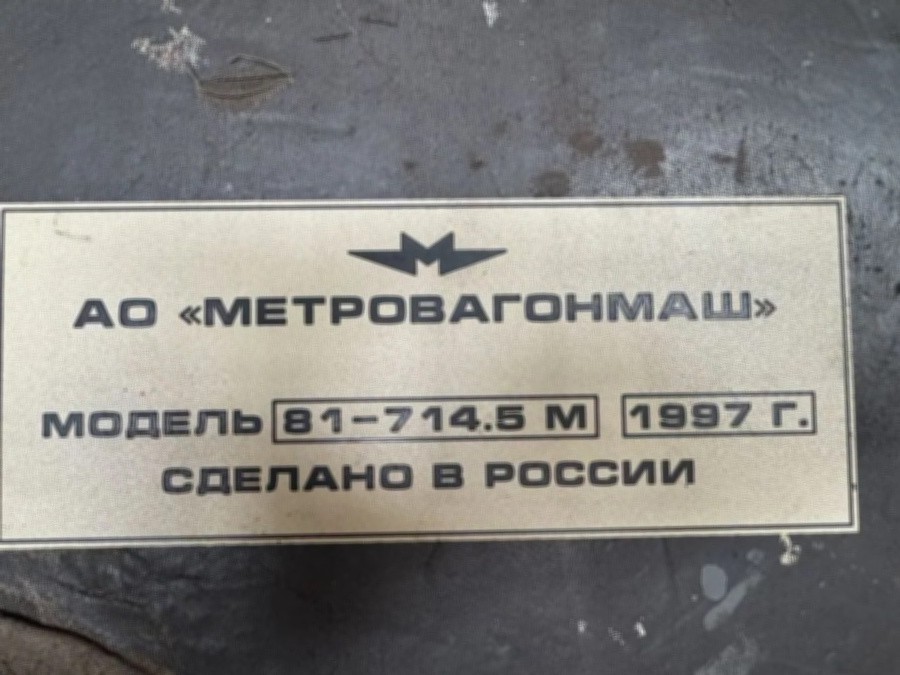 АО «МЕТРОВАГОНМАШ»
МОДЕЛЬ 81-714.5 М 1997 Г.
СДЕЛАНО В РОССИИ